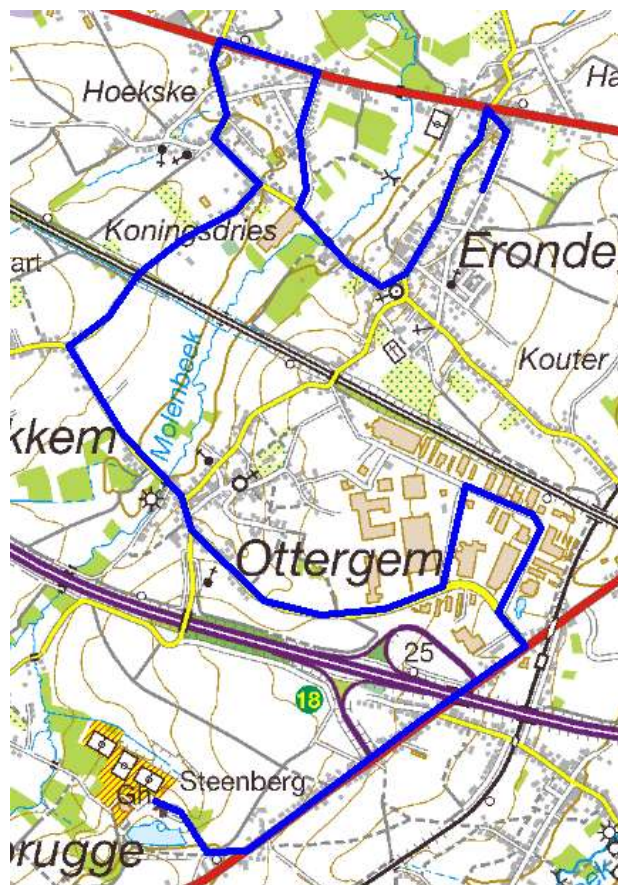 Hoekske
Ha
Koningsdries
Eronde
art
Kouter
Molenbeek
kkem
Ottergem
25
18
Steenberg
Gh
brugge